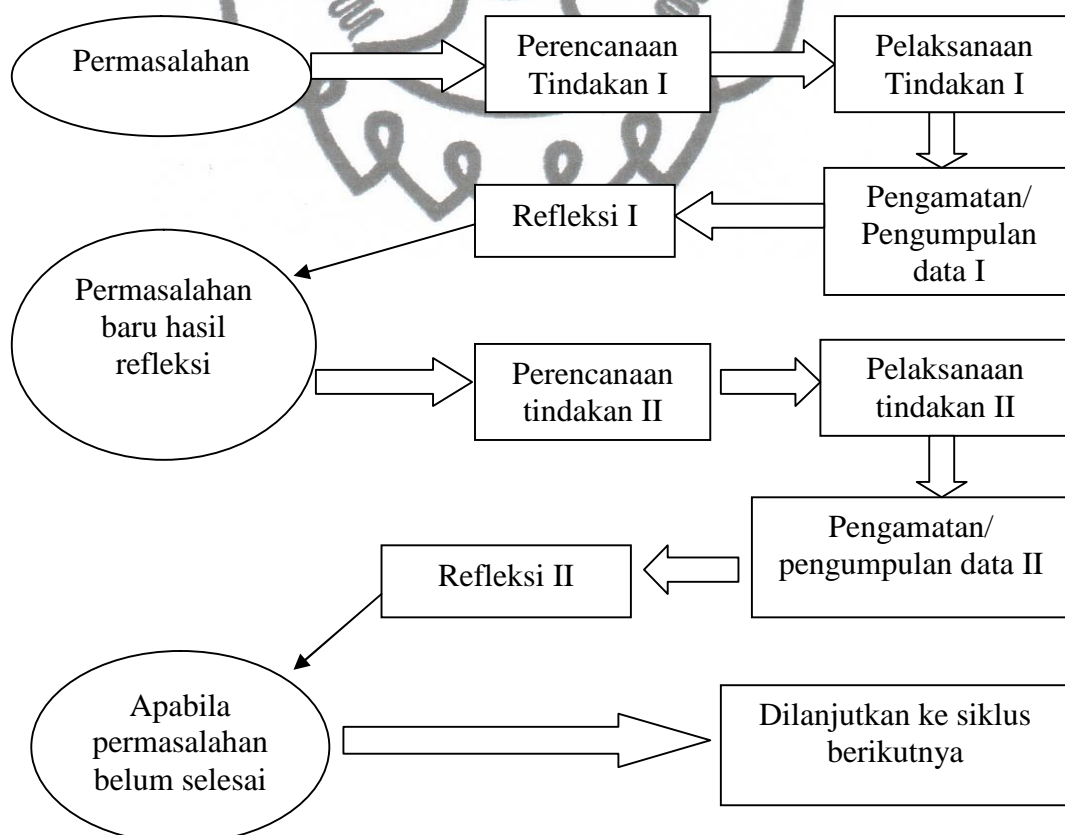 Permasalahan
Perencanaan
Tindakan I
Pelaksanaan
Tindakan I
Pengamatan/
Pengumpulan
data I
Refleksi I
Permasalahan
baru hasil
refleksi
Perencanaan
tindakan II
Pelaksanaan
tindakan II
Pengamatan/
pengumpulan data II
Refleksi II
Apabila
permasalahan
belum selesai
Dilanjutkan ke siklus
berikutnya